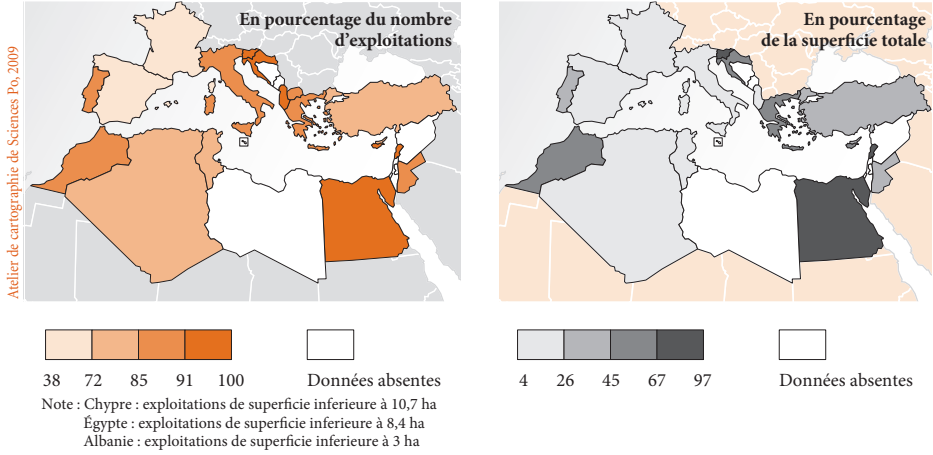 En pourcentage du nombre
d'exploitations
En pourcentage
de la superficie totale
Atelier de cartographie de Sciences Po, 2009
38 72 85 91 100 Données absentes
4 26 45 67 97 Données absentes
Note : Chypre : exploitations de superficie inferieure à 10,7 ha
Égypte : exploitations de superficie inferieure à 8,4 ha
Albanie : exploitations de superficie inferieure à 3 ha